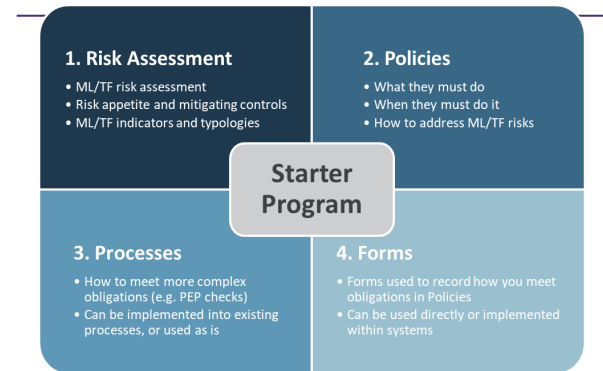 1. Risk Assessment
• ML/TF risk assessment
• Risk appetite and mitigating controls
• ML/TF indicators and typologies
2. Policies
• What they must do
• When they must do it
• How to address ML/TF risks
Starter
Program
3. Processes
• How to meet more complex
obligations (e.g. PEP checks)
• Can be implemented into existing
processes, or used as is
4. Forms
• Forms used to record how you meet
obligations in Policies
• Can be used directly or implemented
within systems